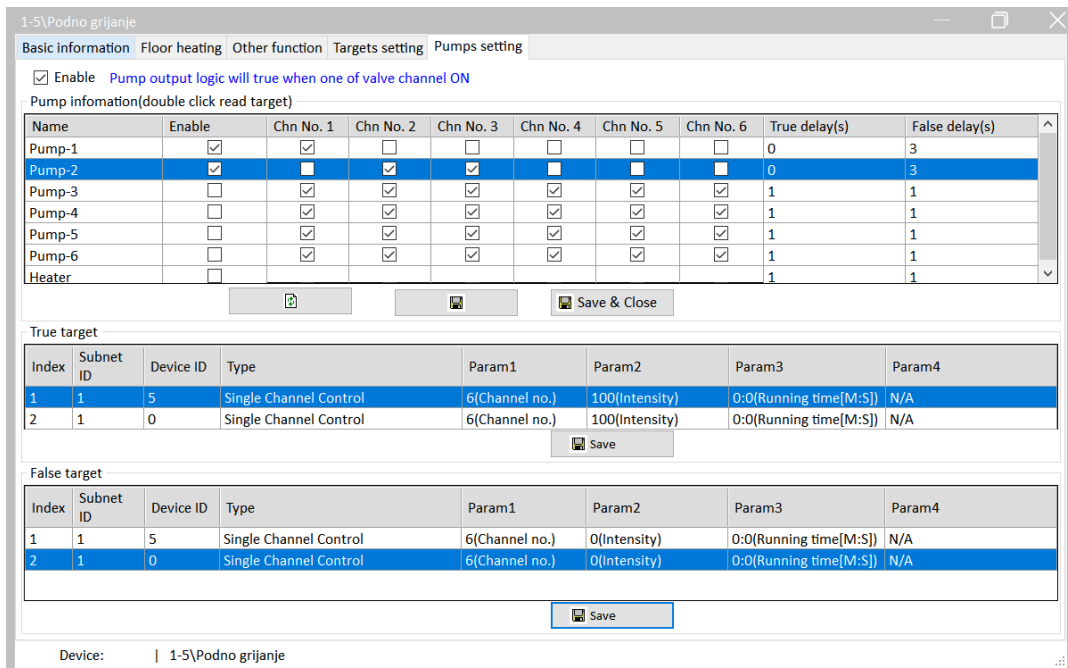 1-5\Podno grijanje
Basic information Floor heating Other function Targets setting Pumps setting
Enable Pump output logic will true when one of valve channel ON
Pump infomation(double click read target)
Name Enable Chn No. 1 Chn No. 2 Chn No. 3 Chn No. 4 Chn No. 5 Chn No. 6 True delay(s) False delay(s)
Pump-1 0 3
Pump-2 0 3
Pump-3 1 1
Pump-4 1 1
Pump-5 1 1
Pump-6 1 1
Heater 1 1
Save & Close
True target
Index Subnet ID Device ID Type Param1 Param2 Param3 Param4
1 1 5 Single Channel Control 6(Channel no.) 100(Intensity) 0:0(Running time[M:S]) N/A
2 1 0 Single Channel Control 6(Channel no.) 100(Intensity) 0:0(Running time[M:S]) N/A
Save
False target
Index Subnet ID Device ID Type Param1 Param2 Param3 Param4
1 1 5 Single Channel Control 6(Channel no.) 0(Intensity) 0:0(Running time[M:S]) N/A
2 1 0 Single Channel Control 6(Channel no.) 0(Intensity) 0:0(Running time[M:S]) N/A
Save
Device: | 1-5\Podno grijanje